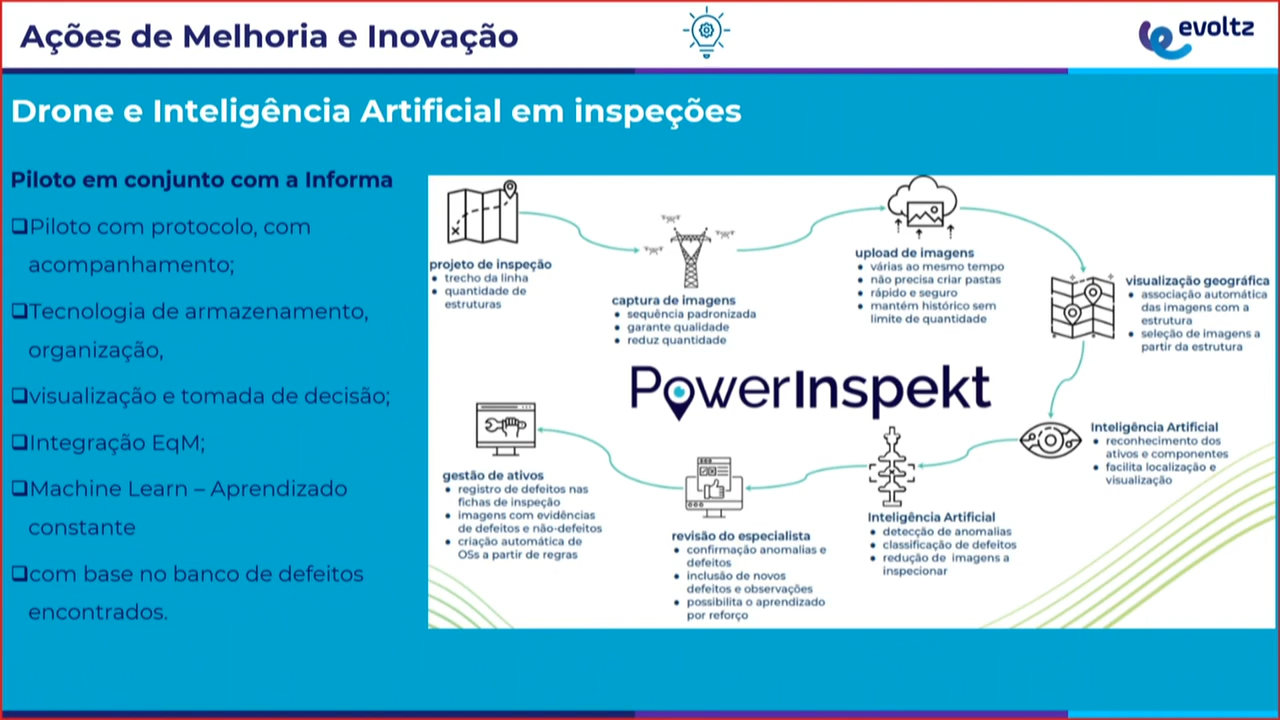 Ações de Melhoria e Inovação
evoltz
Drone e Inteligência Artificial em inspeções
Piloto em conjunto com a Informa
❑Piloto com protocolo, com
acompanhamento;
❑Tecnologia de armazenamento,
organização,
❑visualização e tomada de decisão;
❑Integração EqM;
❑Machine Learn – Aprendizado
constante
❑com base no banco de defeitos
encontrados.
projeto de inspeção
• trecho da linha
• quantidade de
estruturas
captura de imagens
• sequência padronizada
• garante qualidade
• reduz quantidade
upload de imagens
• várias ao mesmo tempo
• não precisa criar pastas
• rápido e seguro
• mantém histórico sem
limite de quantidade
visualização geográfica
• associação automática
das imagens com a
estrutura
• seleção de imagens a
partir da estrutura
PowerInspekt
Inteligência Artificial
• reconhecimento dos
ativos e componentes
• facilita localização e
visualização
Inteligência Artificial
• detecção de anomalias
• classificação de defeitos
• redução de imagens a
inspecionar
revisão do especialista
• confirmação anomalias e
defeitos
• inclusão de novos
defeitos e observações
• possibilita o aprendizado
por reforço
gestão de ativos
• registro de defeitos nas
fichas de inspeção
• imagens com evidências
de defeitos e não-defeitos
• criação automática de
OSs a partir de regras